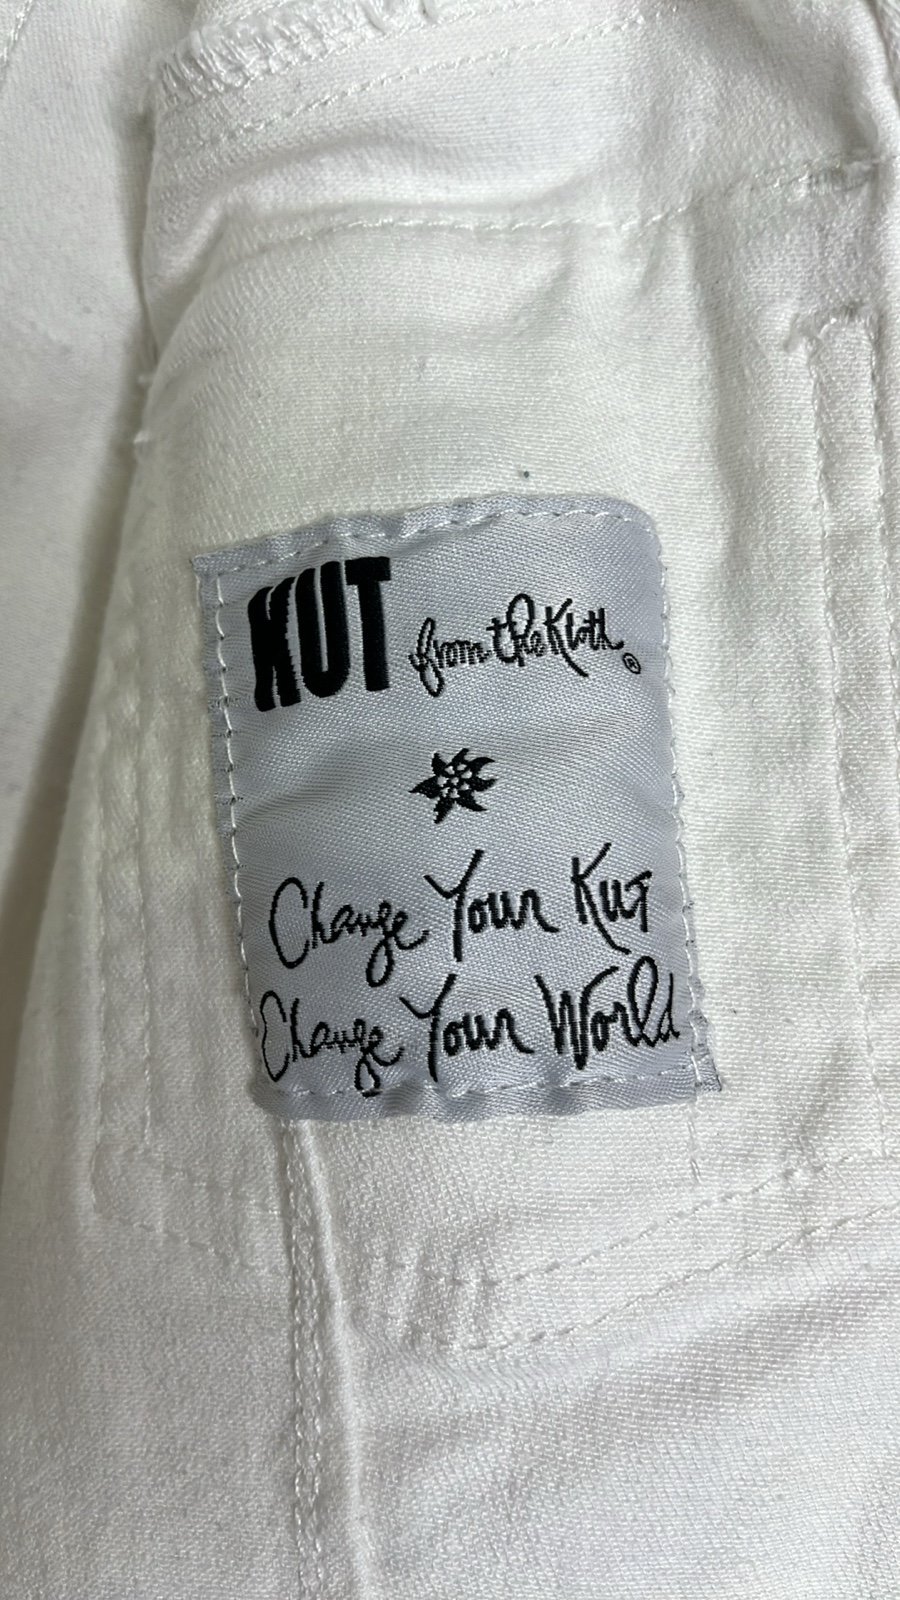 KUT from the Kloth ®
Change Your Kut
Change Your World